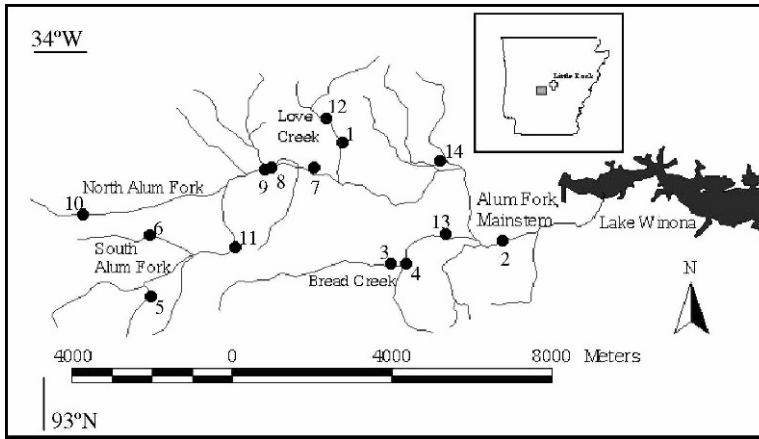 34ºW
Little Rock
12
Love
Creek
1
14
9
8
7
North Alum Fork
10
6
South
Alum Fork
11
5
Alum Fork,
Mainstem
13
2
Lake Winona
3
4
Bread Creek
N
4000
0
4000
8000
Meters
93ºN